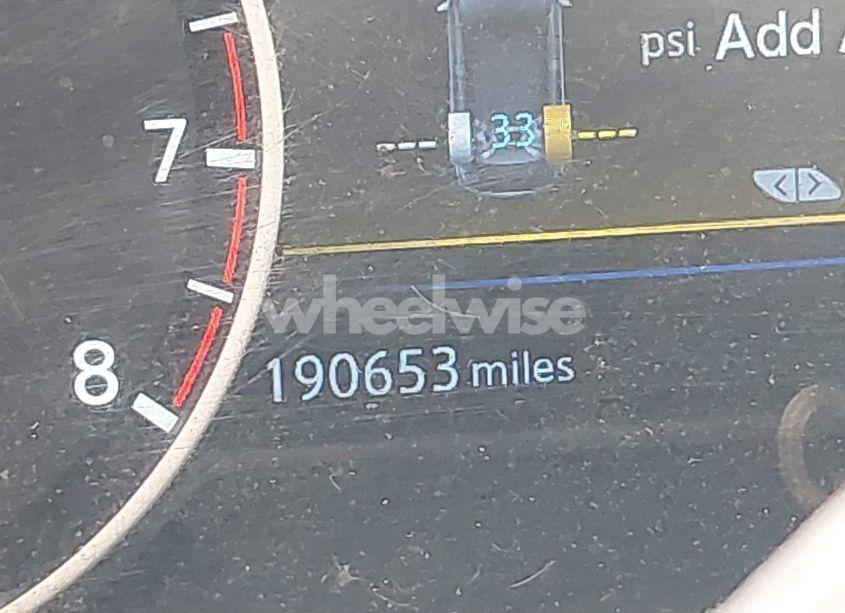 psi Add
7
--- 33 ---
< >
wheelwise
8
190653 miles